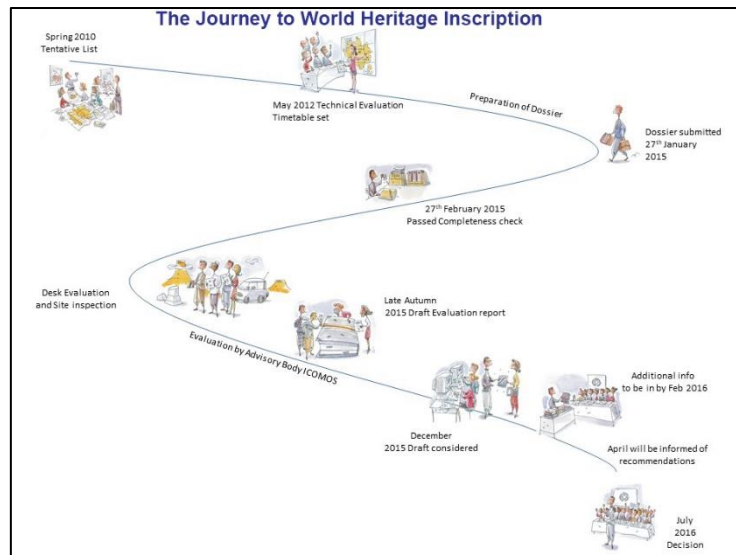 The Journey to World Heritage Inscription
Spring 2010
Tentative List
May 2012 Technical Evaluation
Timetable set
Preparation of Dossier
Dossier submitted
27th January
2015
27th February 2015
Passed Completeness check
Desk Evaluation
and Site inspection
Late Autumn
2015 Draft Evaluation report
Evaluation by Advisory Body ICOMOS
Additional info
to be in by Feb 2016
December
2015 Draft considered
April will be informed of
recommendations
July
2016
Decision